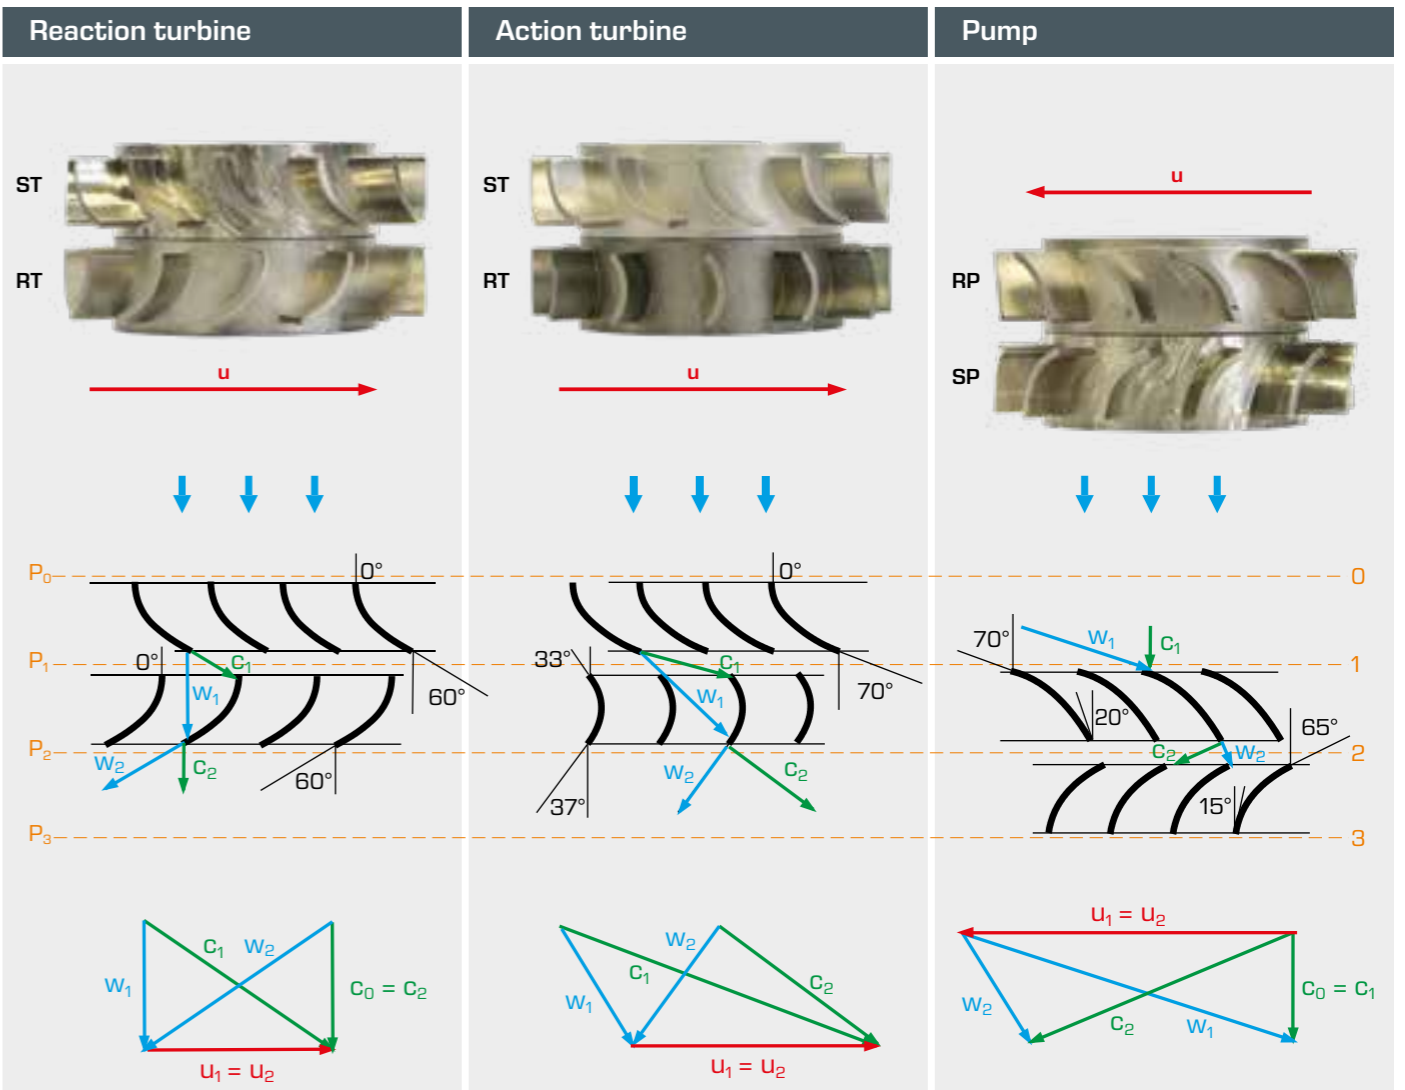 Reaction turbine
Action turbine
Pump
ST
RT
u
ST
RT
u
u
RP
SP
P₀
0°
0°
0
P₁
0°
c₁
60°
w₁
33°
c₁
70°
w₁
70°
w₁
c₁
1
20°
65°
P₂
w₂
c₂
60°
w₂
c₂
37°
c₂
w₂
2
15°
P₃
3
w₁
c₁
w₂
c₀ = c₂
u₁ = u₂
w₂
c₁
w₁
c₂
u₁ = u₂
u₁ = u₂
w₂
c₂
w₁
c₀ = c₁